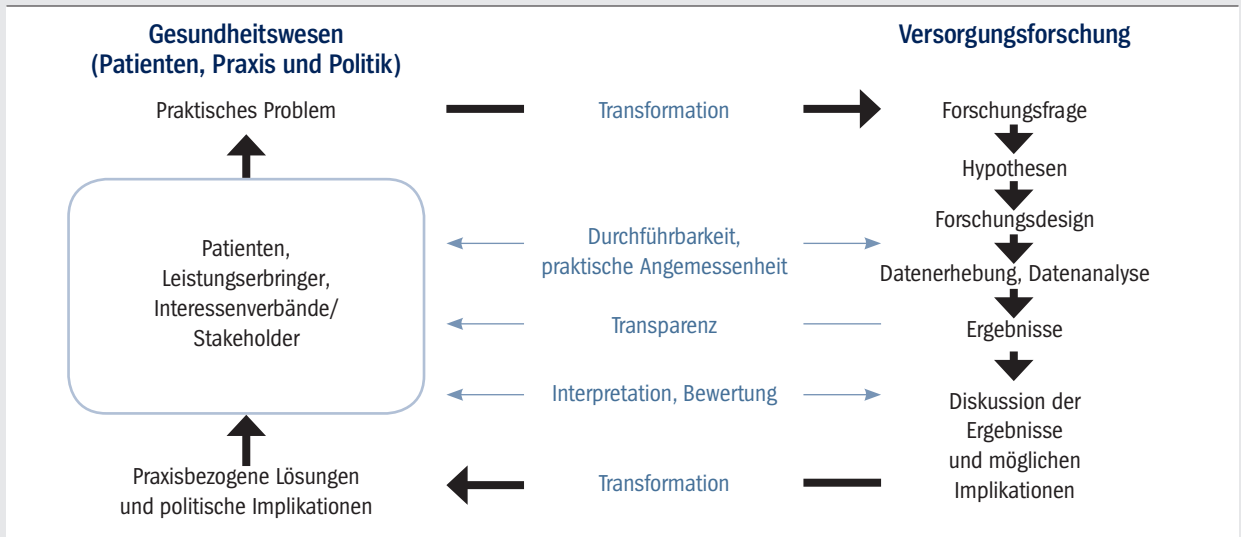 Gesundheitswesen
(Patienten, Praxis und Politik)
Versorgungsforschung
Praktisches Problem
Transformation
Forschungsfrage
Hypothesen
Forschungsdesign
Patienten,
Leistungserbringer,
Interessenverbände/
Stakeholder
Durchführbarkeit,
praktische Angemessenheit
Datenerhebung, Datenanalyse
Transparenz
Ergebnisse
Interpretation, Bewertung
Diskussion der
Ergebnisse
und möglichen
Implikationen
Praxisbezogene Lösungen
und politische Implikationen
Transformation